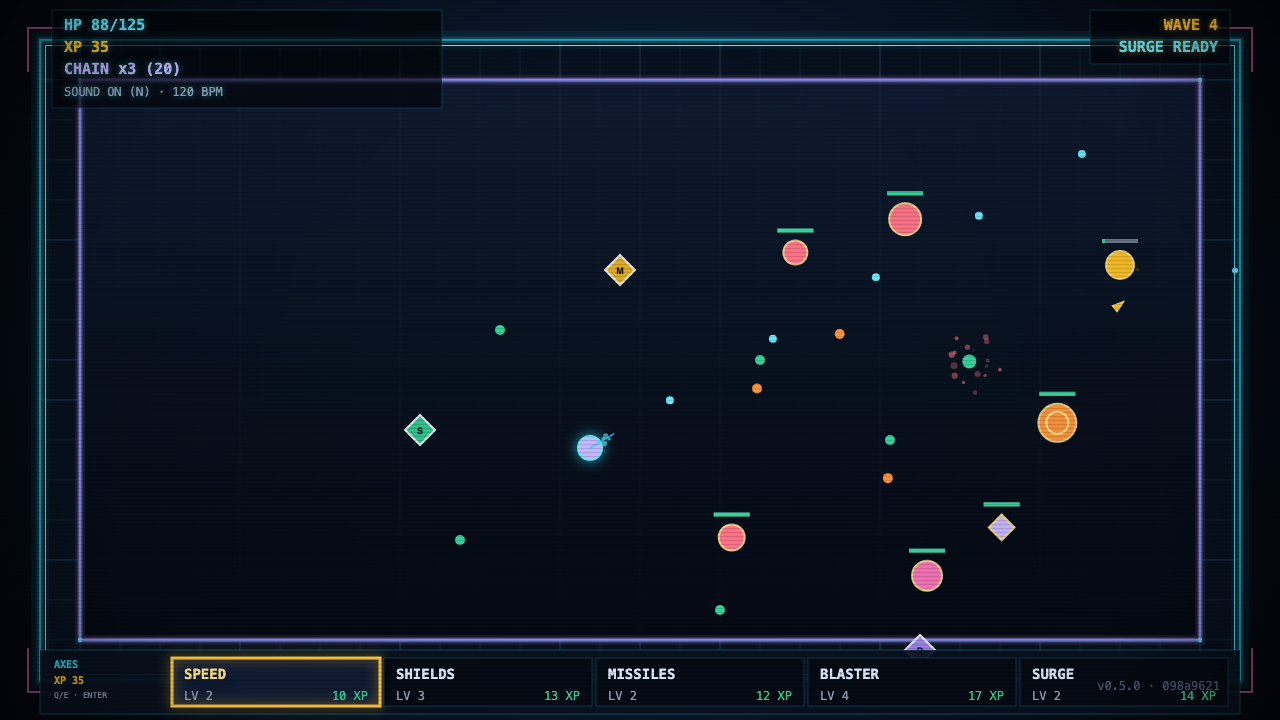 HP 88/125
XP 35
CHAIN x3 (20)
SOUND ON (N) · 120 BPM
WAVE 4
SURGE READY
M
S
AXES
XP 35
Q/E · ENTER
SPEED
LV 2 10 XP
SHIELDS
LV 3 13 XP
MISSILES
LV 2 12 XP
BLASTER
LV 4 17 XP
SURGE
LV 2 14 XP
v0.5.0 · 098a9621